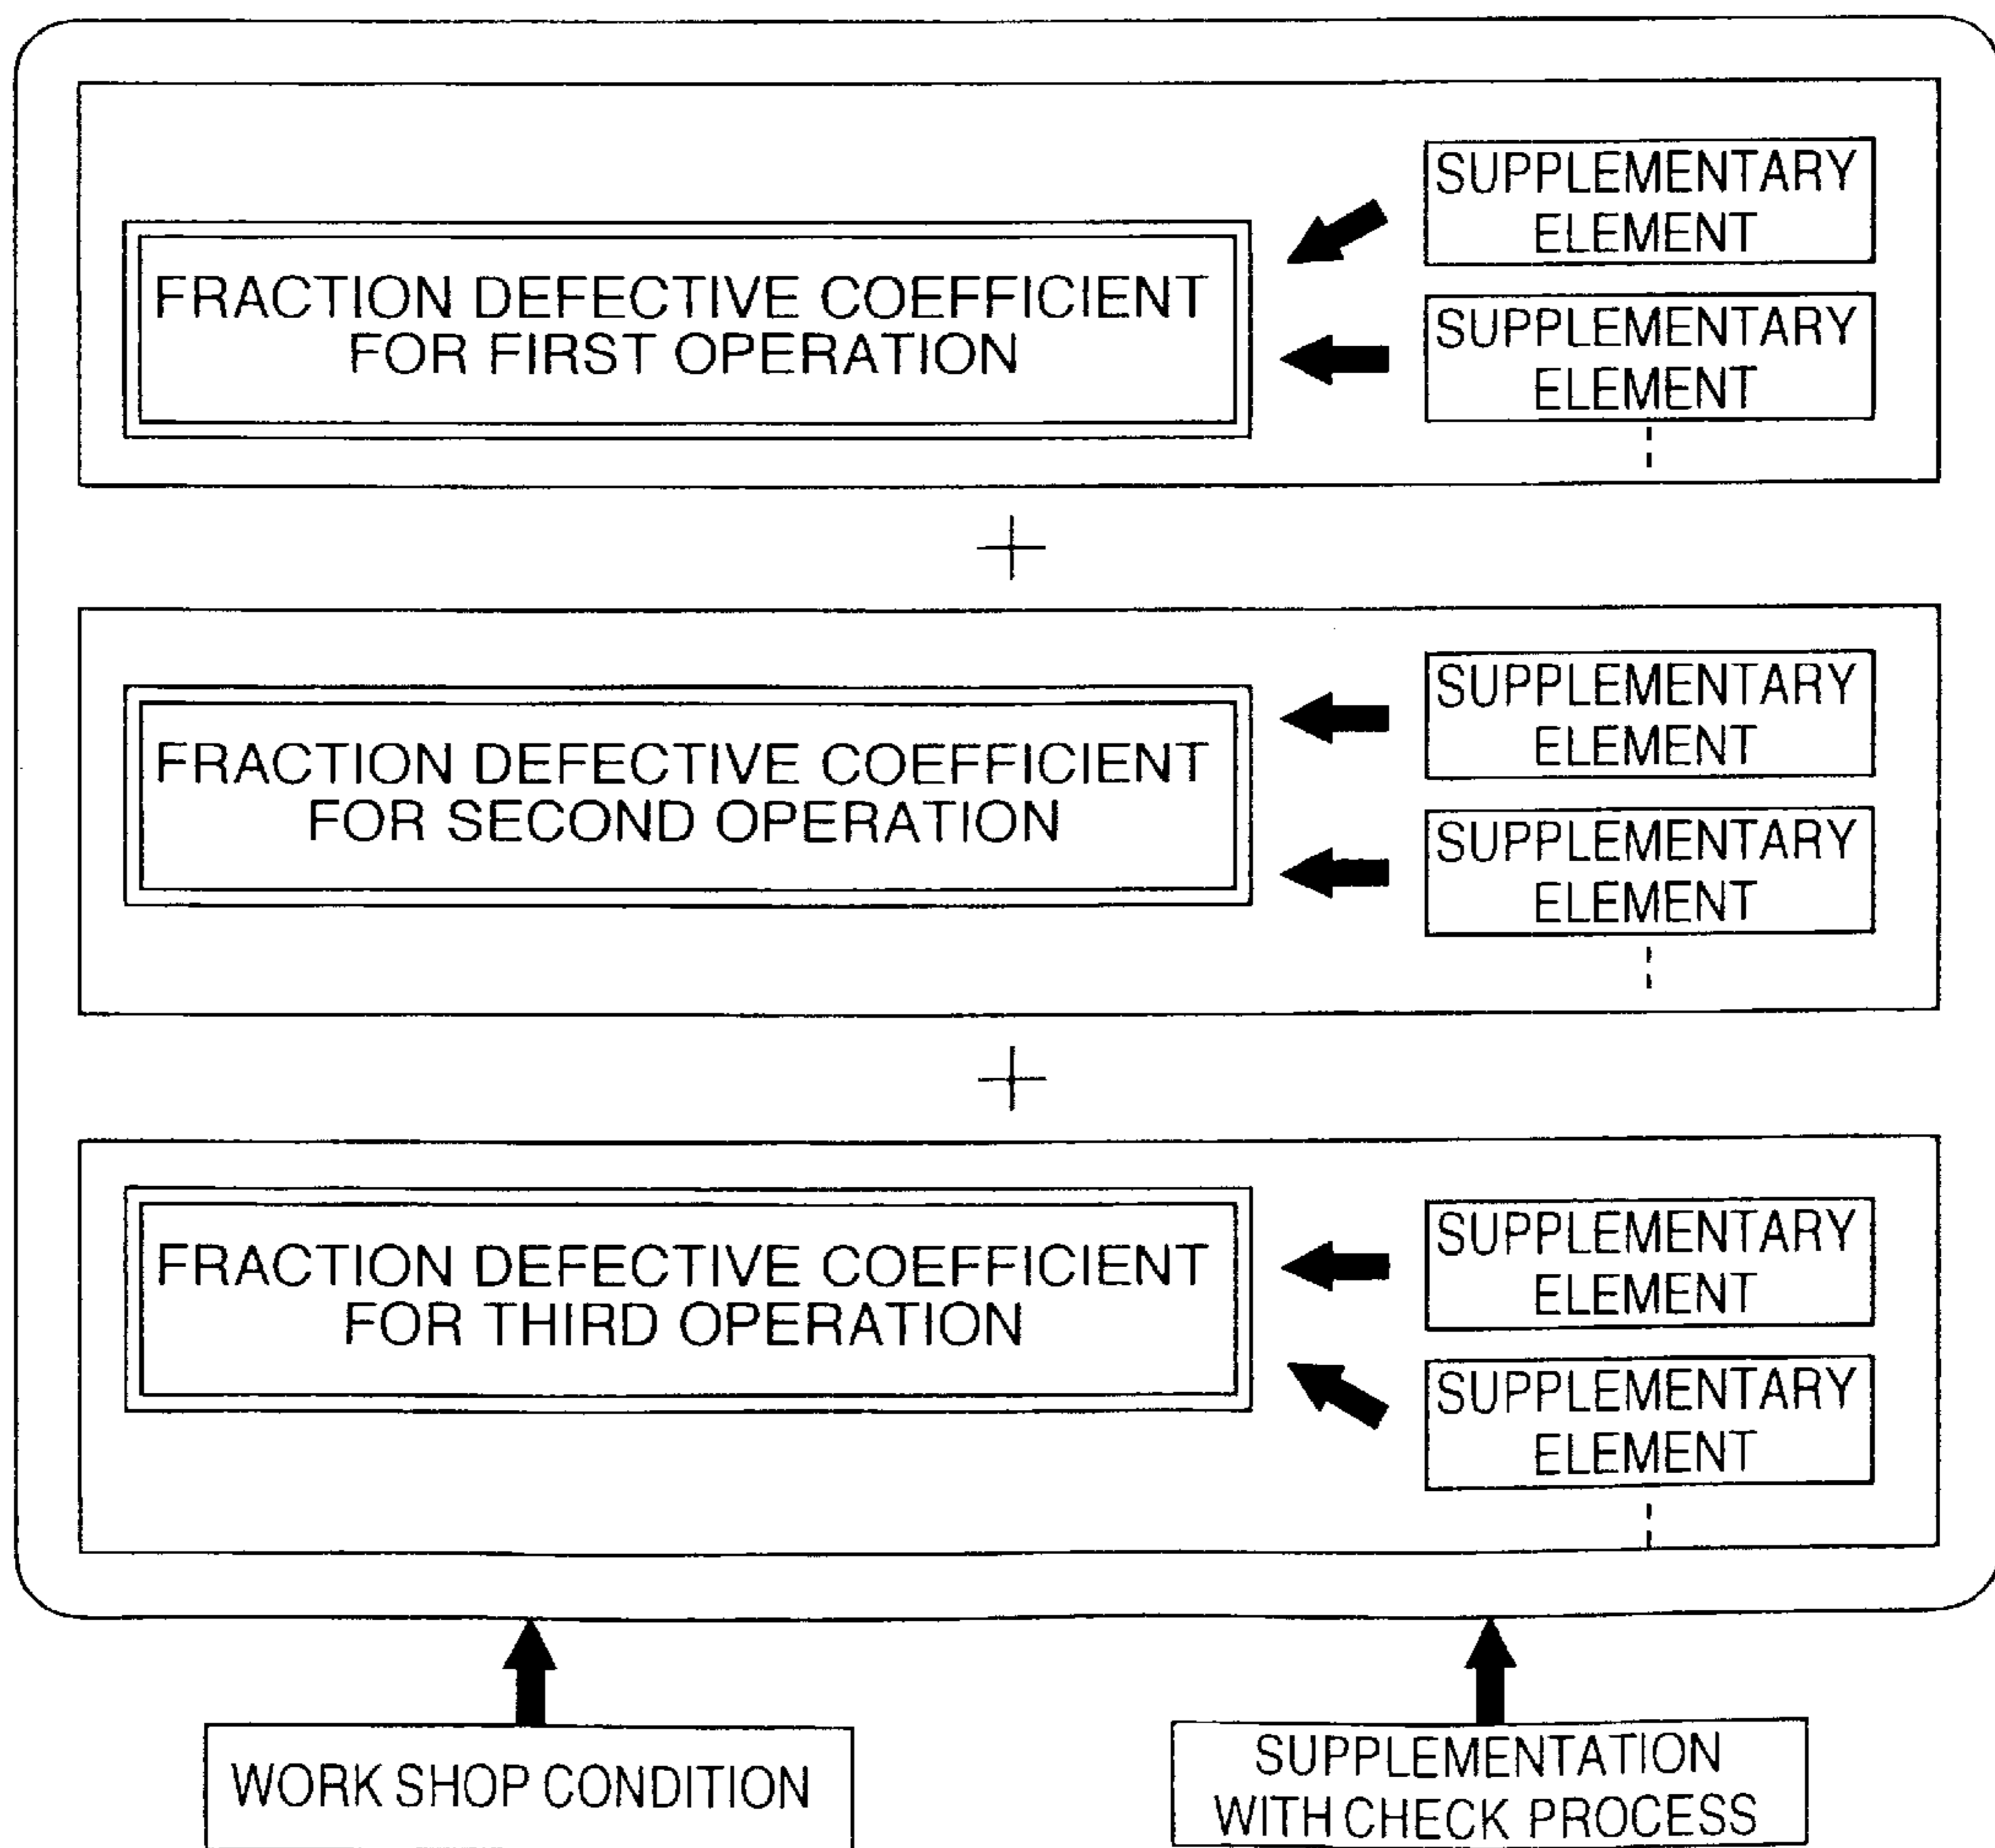 SUPPLEMENTARY
ELEMENT
FRACTION DEFECTIVE COEFFICIENT
FOR FIRST OPERATION
SUPPLEMENTARY
ELEMENT
+
SUPPLEMENTARY
ELEMENT
FRACTION DEFECTIVE COEFFICIENT
FOR SECOND OPERATION
SUPPLEMENTARY
ELEMENT
+
SUPPLEMENTARY
ELEMENT
FRACTION DEFECTIVE COEFFICIENT
FOR THIRD OPERATION
SUPPLEMENTARY
ELEMENT
WORK SHOP CONDITION
SUPPLEMENTATION
WITH CHECK PROCESS